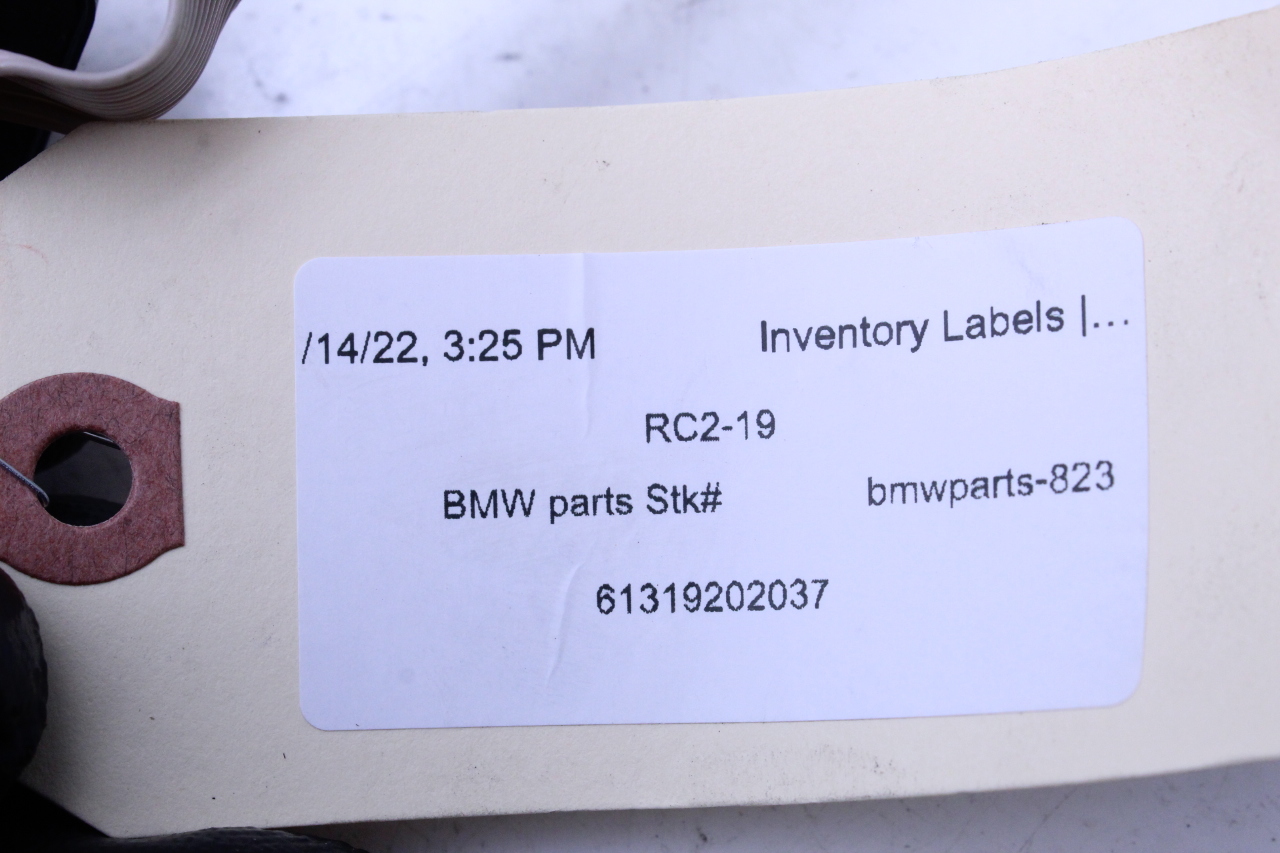 /14/22, 3:25 PM Inventory Labels |...
RC2-19
BMW parts Stk# bmwparts-823
61319202037